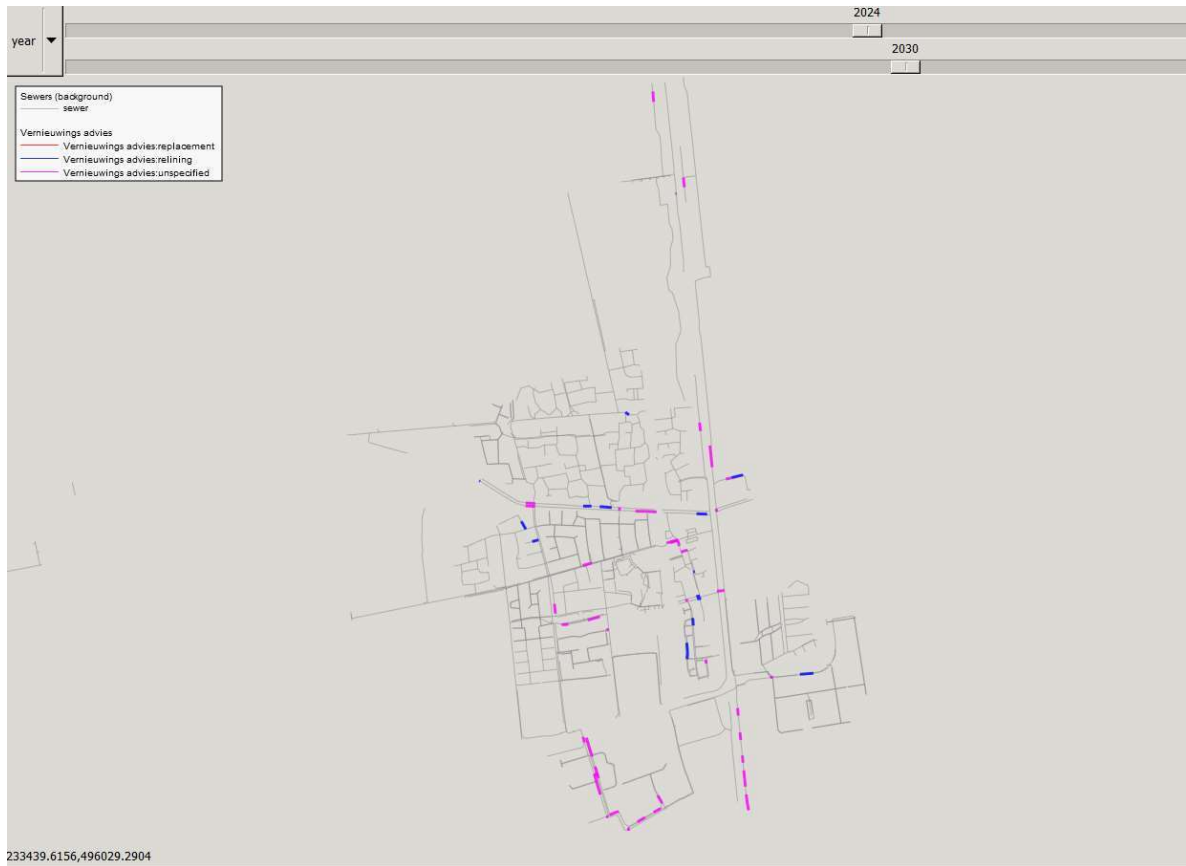 2024
year
2030
Sewers (background)
sewer
Vernieuwings advies
Vernieuwings advies:replacement
Vernieuwings advies:relining
Vernieuwings advies:unspecified
233439.6156,496029.2904